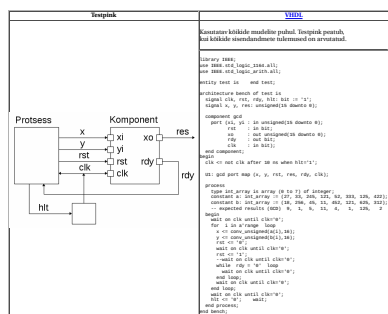 Testpink
VHDL
Kasutatav kõikide mudelite puhul. Testpink peatub,
kui kõikide sisendandmete tulemused on arvutatud.
Protsess
Komponent
x
y
rst
clk
xi
yi
rst
clk
xo
rdy
res
rdy
hlt
library IEEE;
use IEEE.std_logic_1164.all;
use IEEE.std_logic_arith.all;
entity test is end test;
architecture bench of test is
signal clk, rst, rdy, hlt: bit := '1';
signal x, y, res: unsigned(15 downto 0);
component gcd
port (xi, yi : in unsigned(15 downto 0);
rst : in bit;
xo : out unsigned(15 downto 0);
rdy : out bit;
clk : in bit);
end component;
begin
clk <= not clk after 10 ns when hlt='1';
U1: gcd port map (x, y, rst, res, rdy, clk);
process
type int_array is array (0 to 7) of integer;
constant a: int_array := (27, 33, 245, 121, 52, 333, 125, 422);
constant b: int_array := (18, 256, 45, 11, 452, 121, 625, 312);
-- expected results (GCD) 9, 1, 5, 11, 4, 1, 125, 2
begin
wait on clk until clk='0';
for i in a'range loop
x <= conv_unsigned(a(i),16);
y <= conv_unsigned(b(i),16);
rst <= '0';
wait on clk until clk='0';
rst <= '1';
--wait on clk until clk='0';
while rdy = '0' loop
wait on clk until clk='0';
end loop;
wait on clk until clk='0';
end loop;
wait on clk until clk='0';
hlt <= '0'; wait;
end process;
end bench;